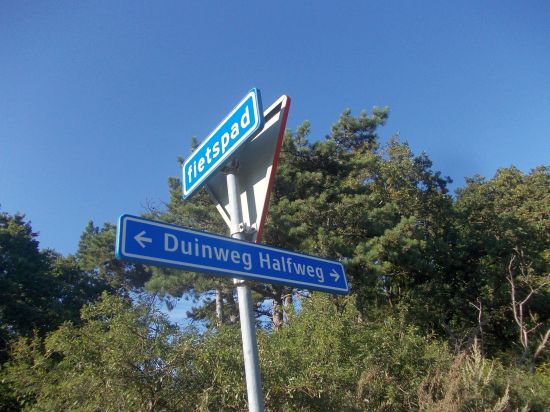 fietspad
← Duinweg Halfweg →